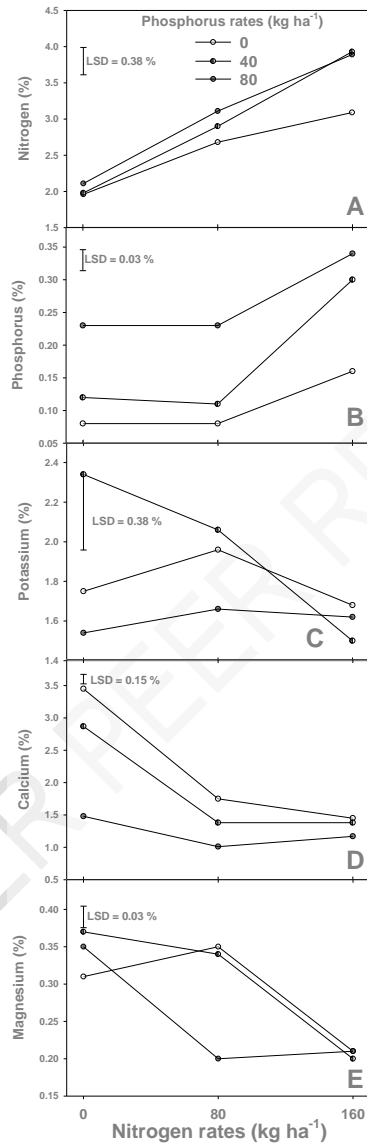 Phosphorus rates (kg ha-1)
0
40
80
LSD = 0.38 %
Nitrogen (%)
4.5
4.0
3.5
3.0
2.5
2.0
1.5
A
LSD = 0.03 %
Phosphorus (%)
0.35
0.30
0.25
0.20
0.15
0.10
0.05
B
LSD = 0.38 %
Potassium (%)
2.4
2.2
2.0
1.8
1.6
1.4
C
LSD = 0.15 %
Calcium (%)
3.5
3.0
2.5
2.0
1.5
1.0
0.5
D
LSD = 0.03 %
Magnesium (%)
0.40
0.35
0.30
0.25
0.20
0.15
E
0 80 160
Nitrogen rates (kg ha-1)
PEER